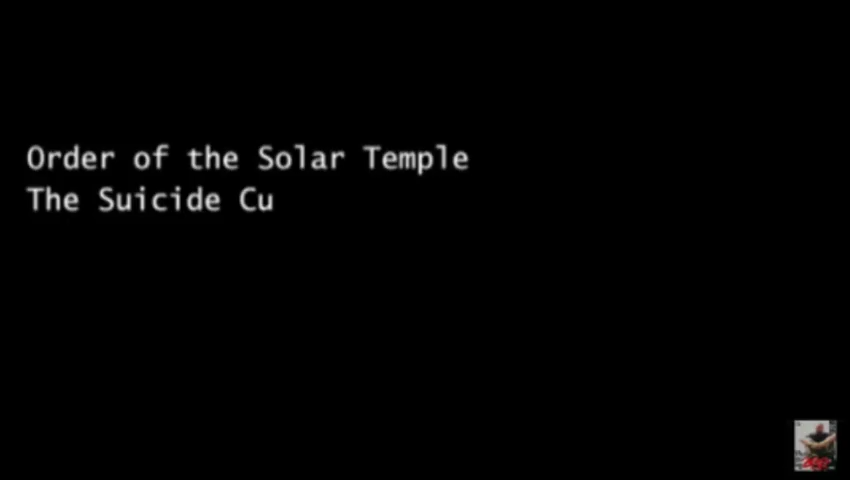 Order of the Solar Temple
The Suicide Cu